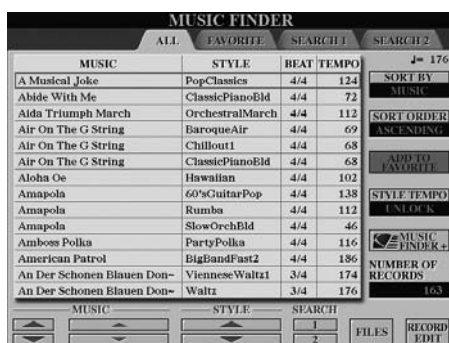 MUSIC FINDER
ALL FAVORITE SEARCH 1 SEARCH 2
MUSIC STYLE BEAT TEMPO ♩= 176
A Musical Joke PopClassics 4/4 124
Abide With Me ClassicPianoBld 4/4 72
Aida Triumph March OrchestralMarch 4/4 112
Air On The G String BaroqueAir 4/4 69
Air On The G String Chillout1 4/4 68
Air On The G String ClassicPianoBld 4/4 68
Aloha Oe Hawaiian 4/4 102
Amapola 60'sGuitarPop 4/4 138
Amapola Rumba 4/4 112
Amapola SlowOrchBld 4/4 46
Amboss Polka PartyPolka 4/4 116
American Patrol BigBandFast2 4/4 186
An Der Schonen Blauen Don~ VienneseWaltz1 3/4 174
An Der Schonen Blauen Don~ Waltz 3/4 176
SORT BY
MUSIC
SORT ORDER
ASCENDING
ADD TO
FAVORITE
STYLE TEMPO
UNLOCK
MUSIC
FINDER+
NUMBER OF
RECORDS
163
MUSIC STYLE SEARCH
1
2
FILES
RECORD
EDIT